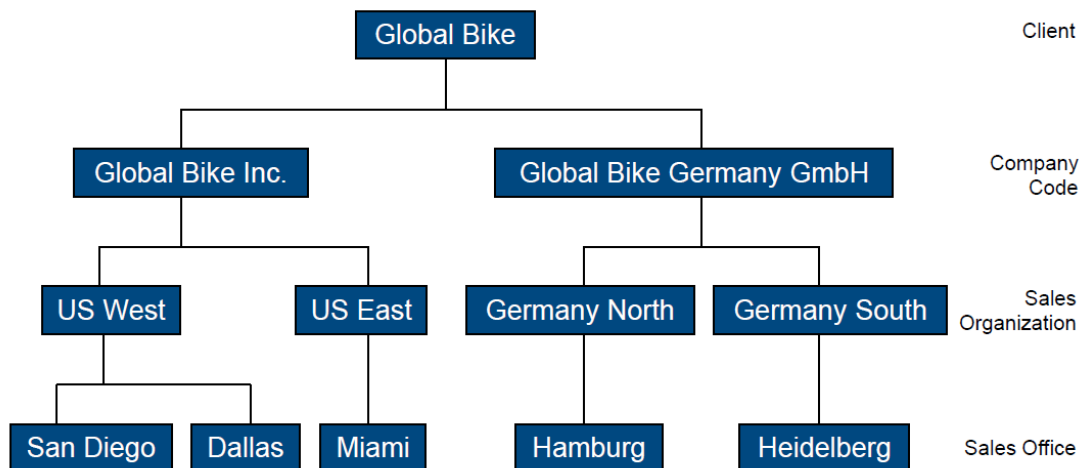 Global Bike
Client
Global Bike Inc.
Global Bike Germany GmbH
Company
Code
US West
US East
Germany North
Germany South
Sales
Organization
San Diego
Dallas
Miami
Hamburg
Heidelberg
Sales Office